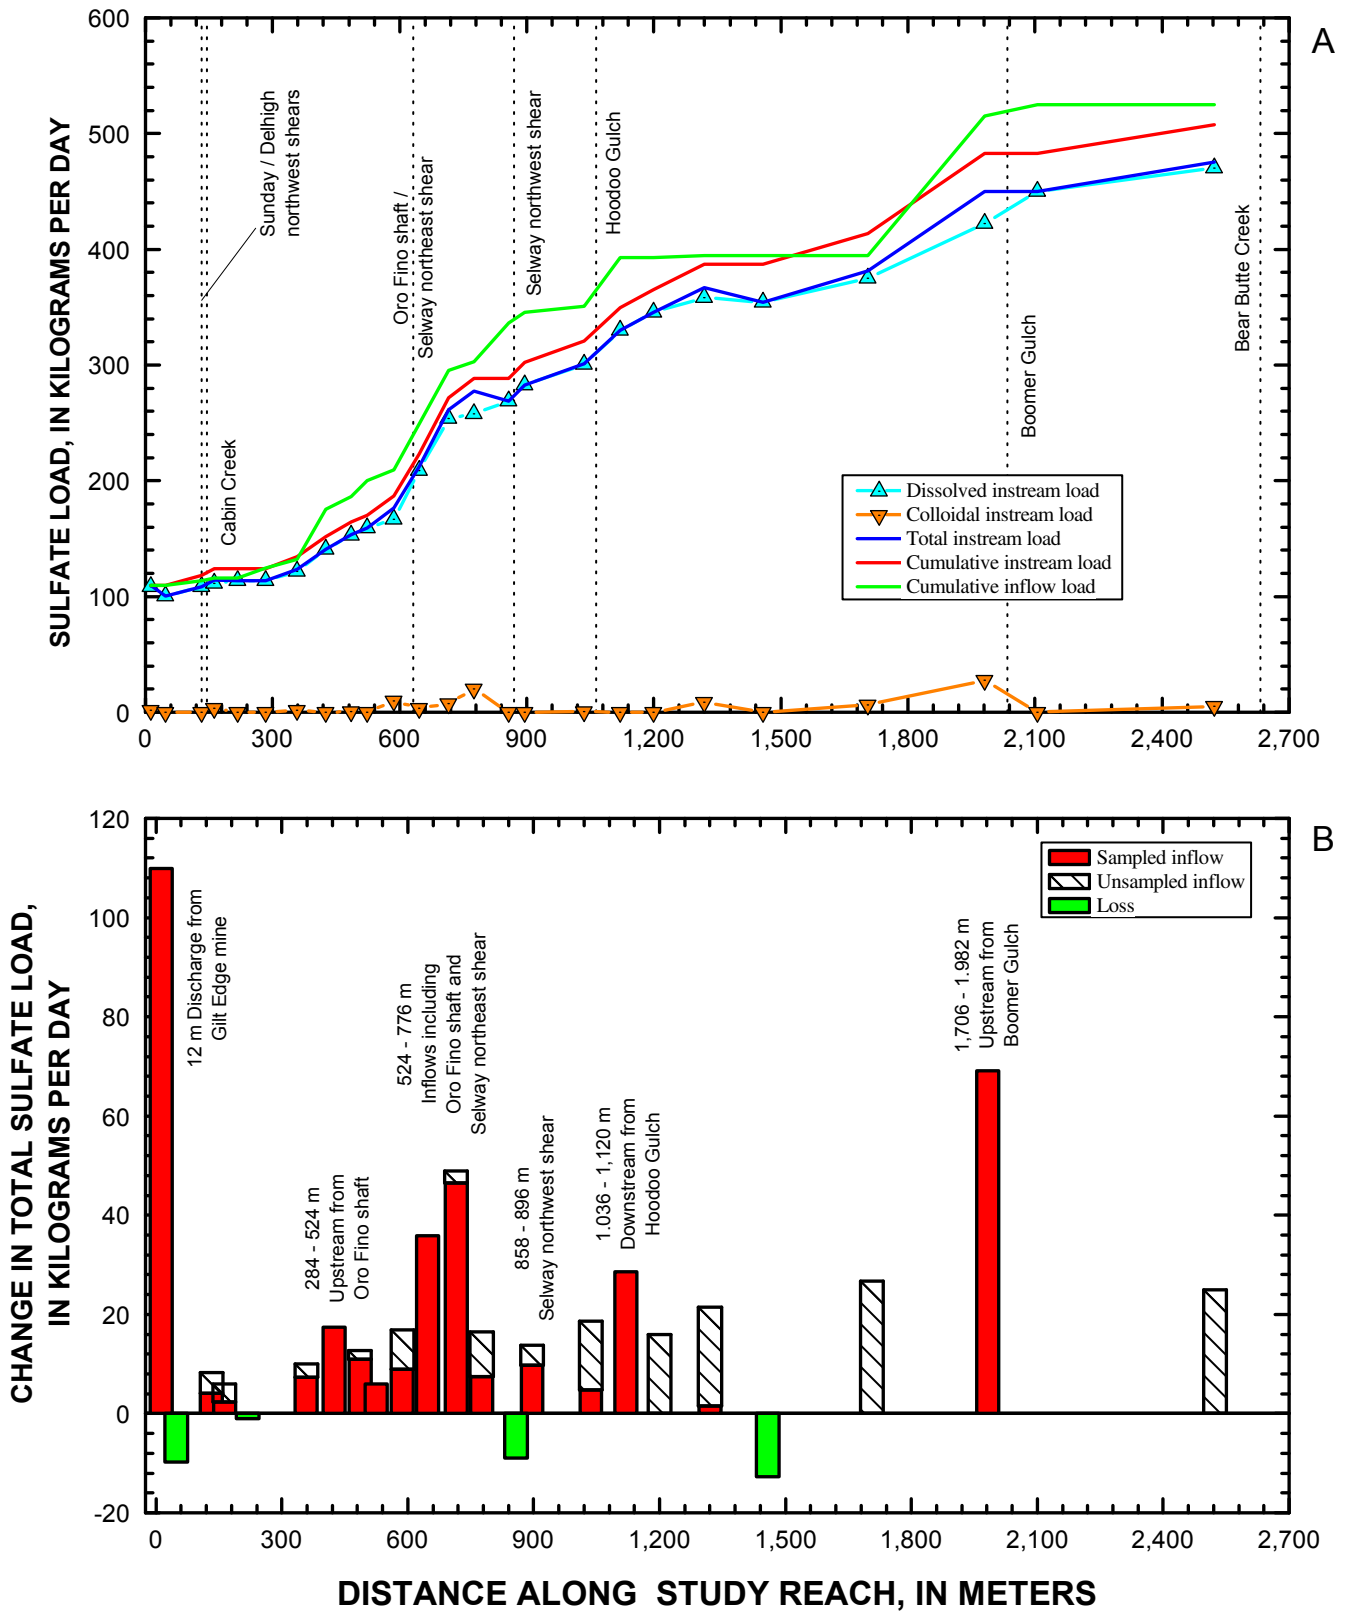 A
600
500
400
300
200
100
0
SULFATE LOAD, IN KILOGRAMS PER DAY
Sunday / Delhigh
northwest shears
Cabin Creek
Oro Fino shaft /
Selway northeast shear
Selway northwest shear
Hoodoo Gulch
Boomer Gulch
Bear Butte Creek
Dissolved instream load
Colloidal instream load
Total instream load
Cumulative instream load
Cumulative inflow load
0 300 600 900 1,200 1,500 1,800 2,100 2,400 2,700
B
120
100
80
60
40
20
0
-20
CHANGE IN TOTAL SULFATE LOAD,
IN KILOGRAMS PER DAY
Sampled inflow
Unsampled inflow
Loss
12 m Discharge from
Gilt Edge mine
284 - 524 m
Upstream from
Oro Fino shaft
524 - 776 m
Inflows including
Oro Fino shaft and
Selway northeast shear
858 - 896 m
Selway northwest shear
1.036 - 1,120 m
Downstream from
Hoodoo Gulch
1,706 - 1.982 m
Upstream from
Boomer Gulch
0 300 600 900 1,200 1,500 1,800 2,100 2,400 2,700
DISTANCE ALONG STUDY REACH, IN METERS